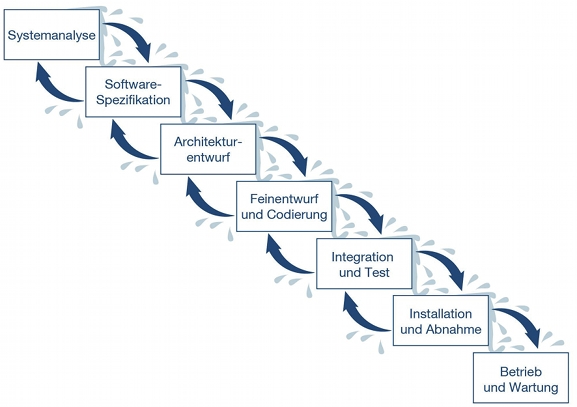 Systemanalyse
Software-
Spezifikation
Architektur-
entwurf
Feinentwurf
und Codierung
Integration
und Test
Installation
und Abnahme
Betrieb
und Wartung